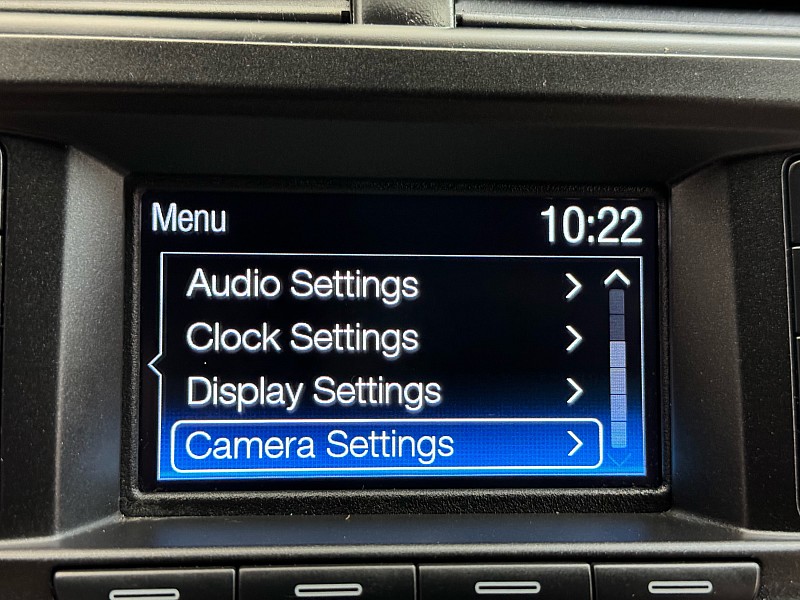 Menu 10:22
Audio Settings
Clock Settings
Display Settings
Camera Settings